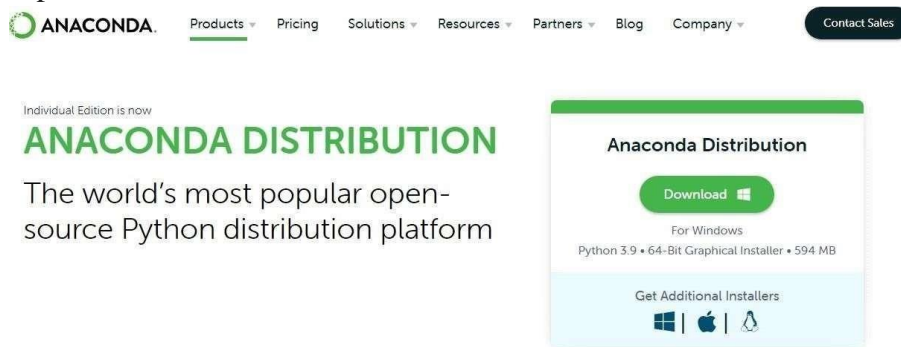 ANACONDA.
Products Pricing Solutions Resources Partners Blog Company Contact Sales
Individual Edition is now
ANACONDA DISTRIBUTION
The world's most popular open-
source Python distribution platform
Anaconda Distribution
Download
For Windows
Python 3.9 • 64-Bit Graphical Installer • 594 MB
Get Additional Installers